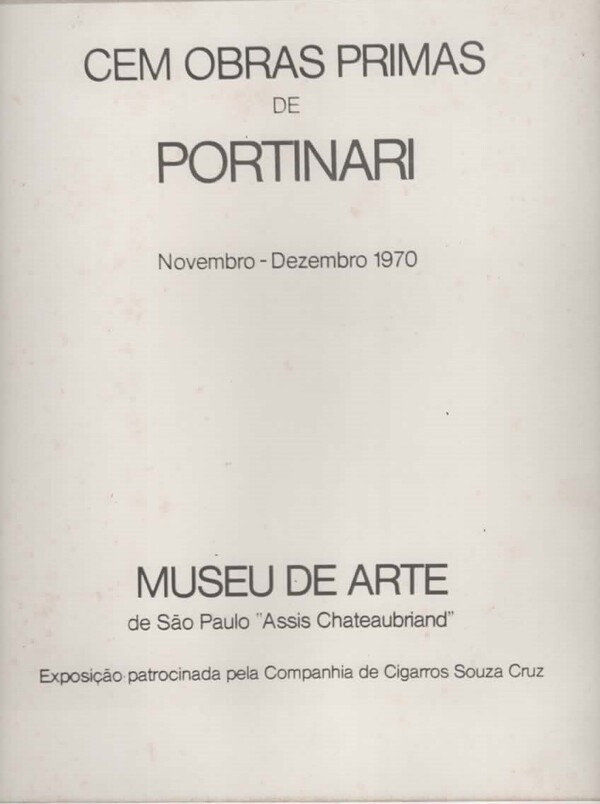 CEM OBRAS PRIMAS
DE
PORTINARI
Novembro - Dezembro 1970
MUSEU DE ARTE
de São Paulo "Assis Chateaubriand"
Exposição patrocinada pela Companhia de Cigarros Souza Cruz